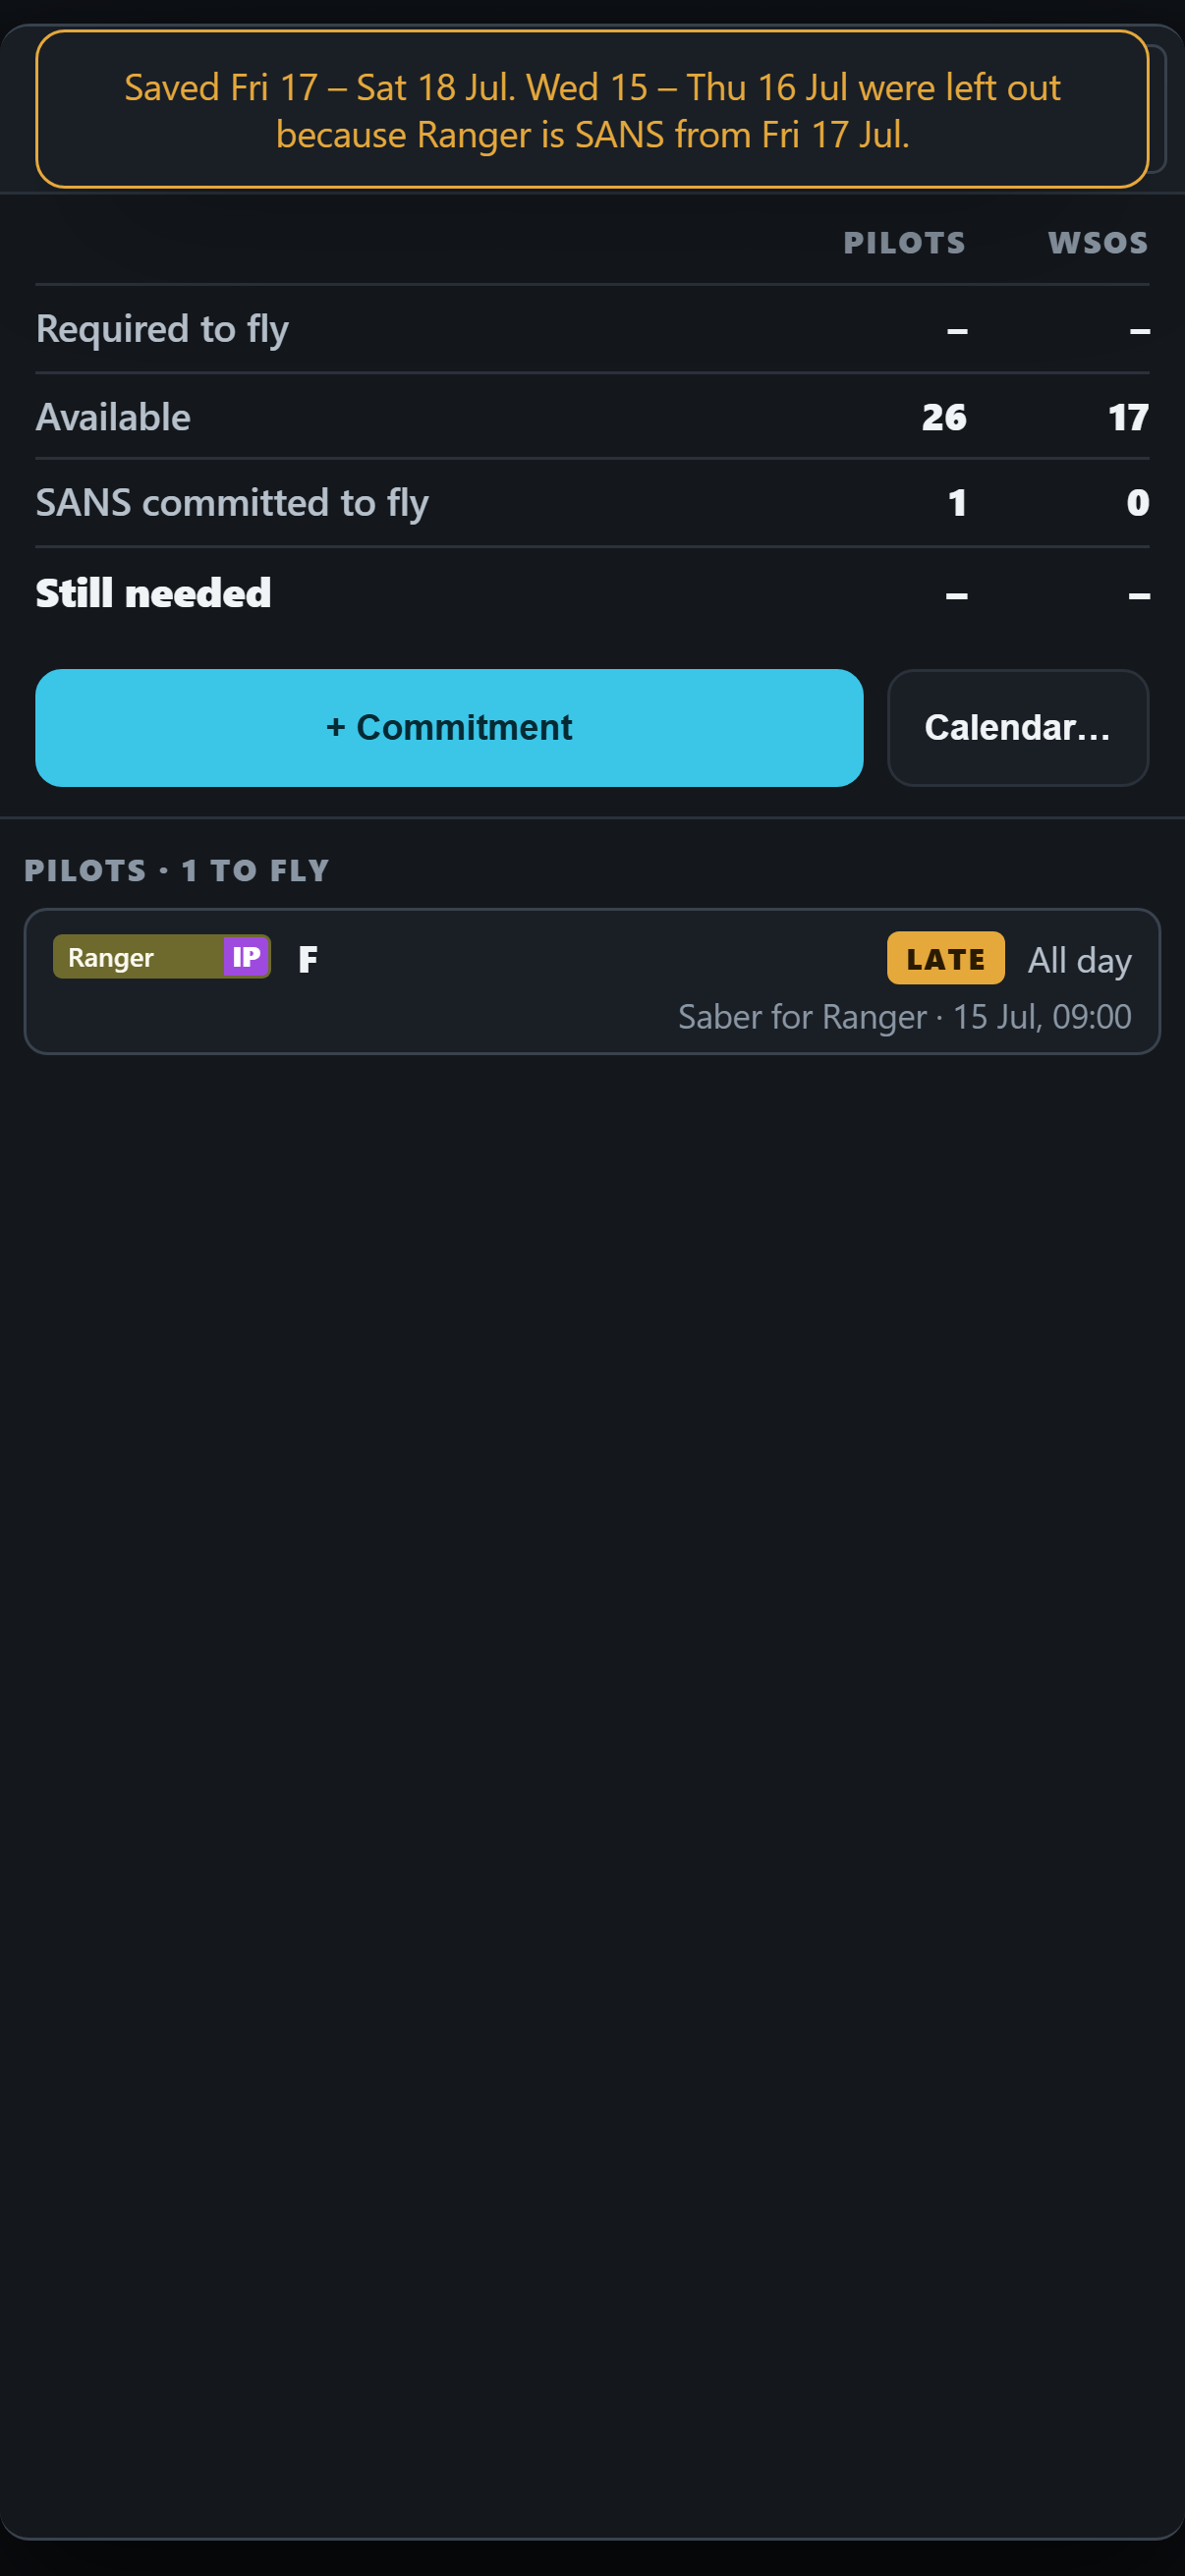 Saved Fri 17 – Sat 18 Jul. Wed 15 – Thu 16 Jul were left out
because Ranger is SANS from Fri 17 Jul.
PILOTS WSOS
Required to fly – –
Available 26 17
SANS committed to fly 1 0
Still needed – –
+ Commitment Calendar...
PILOTS · 1 TO FLY
Ranger IP F LATE All day
Saber for Ranger · 15 Jul, 09:00